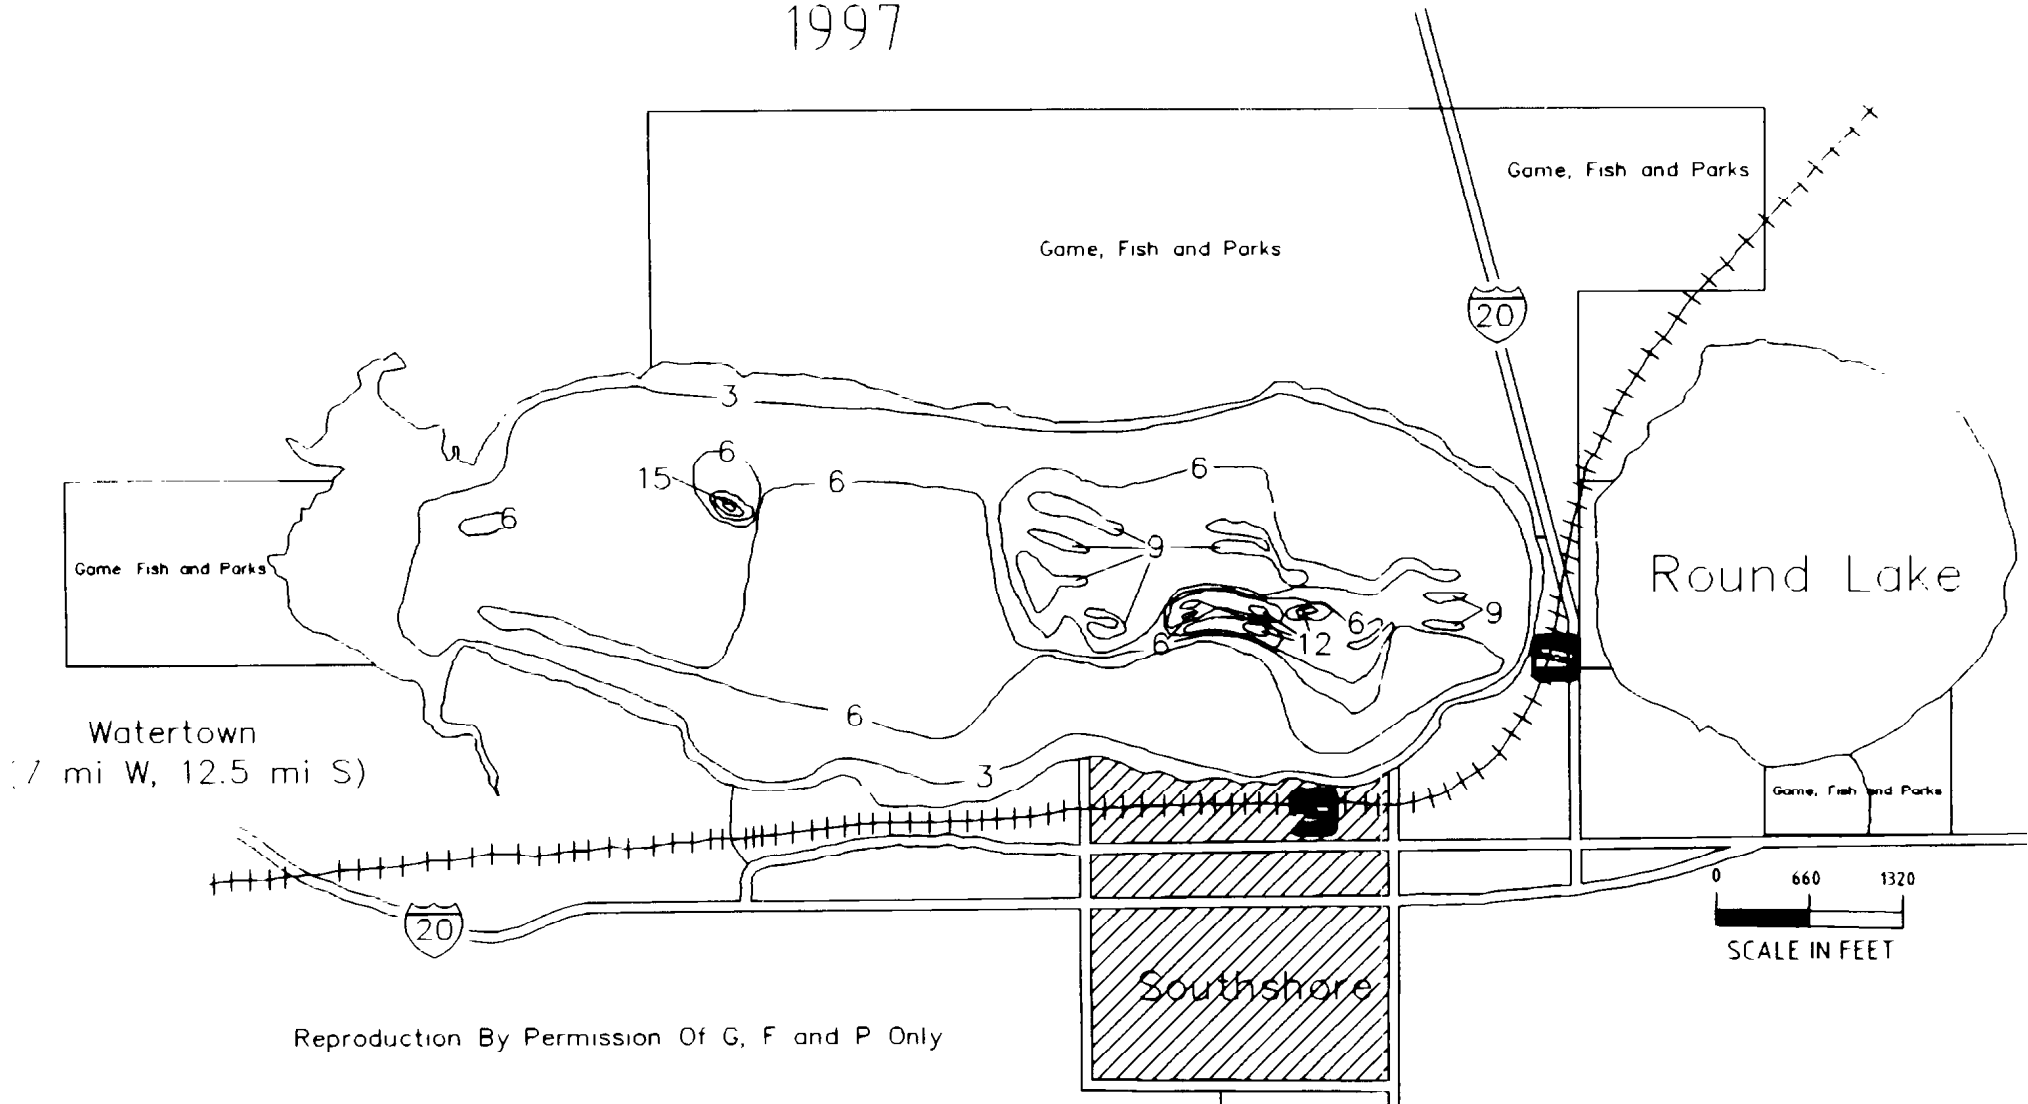 1997
Game, Fish and Parks
Game, Fish and Parks
20
3
6
15
6
6
6
9
Round Lake
Game Fish and Parks
9
6
6
12
6
Watertown
7 mi W, 12.5 mi S)
3
Game, Fish and Parks
0 660 1320
20
SCALE IN FEET
Southshore
Reproduction By Permission Of G, F and P Only